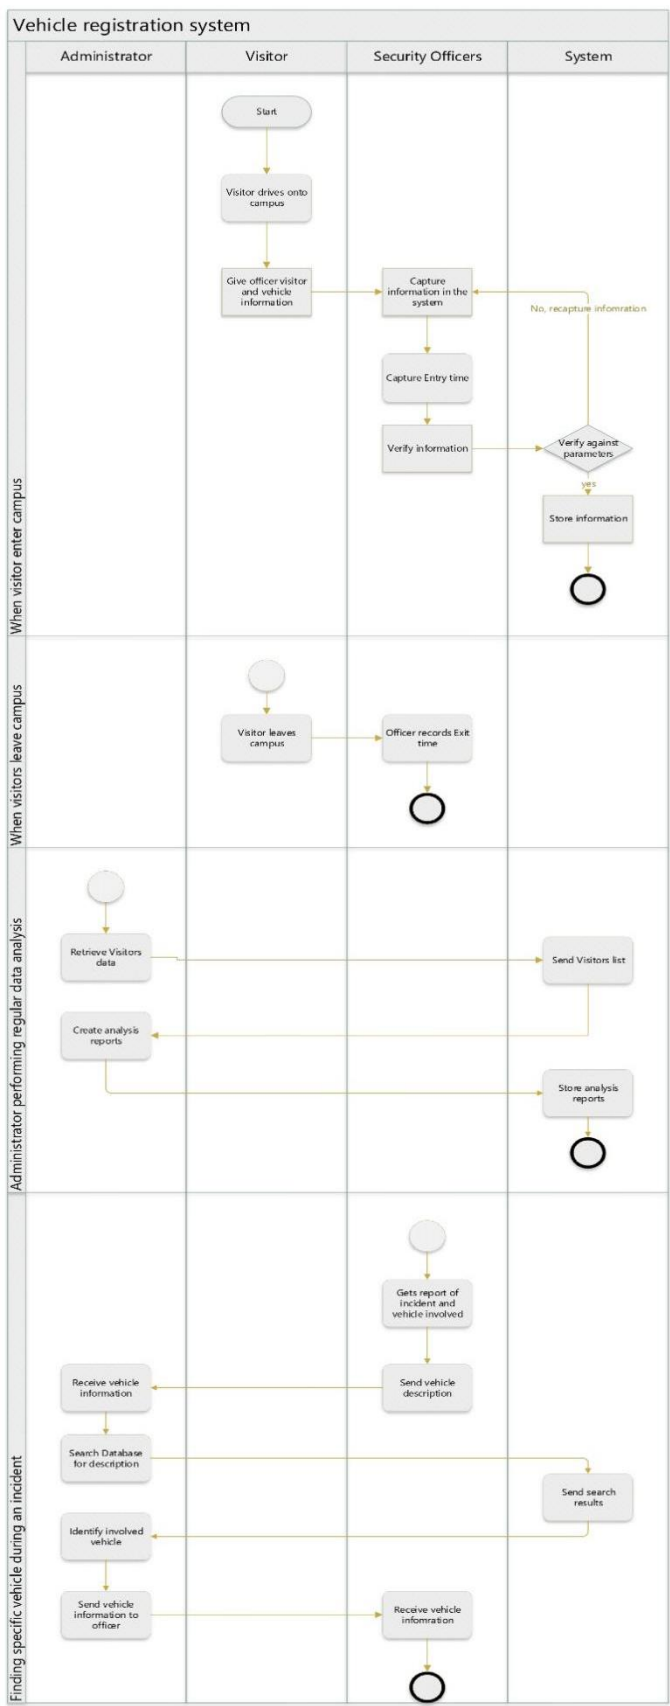 Vehicle registration system
Administrator
Visitor
Security Officers
System
When visitor enter campus
Start
Visitor drives onto
campus
Give officer visitor
and vehicle
information
Capture
information in the
system
No, recapture infomration
Capture Entry time
Verify information
Verify against
parameters
yes
Store information
When visitors leave campus
Visitor leaves
campus
Officer records Exit
time
Administrator performing regular data analysis
Retrieve Visitors
data
Send Visitors list
Create analysis
reports
Store analysis
reports
Finding specific vehicle during an incident
Gets report of
incident and
vehicle involved
Send vehicle
description
Receive vehicle
information
Search Database
for description
Send search
results
Identify involved
vehicle
Send vehicle
information to
officer
Receive vehicle
infomration